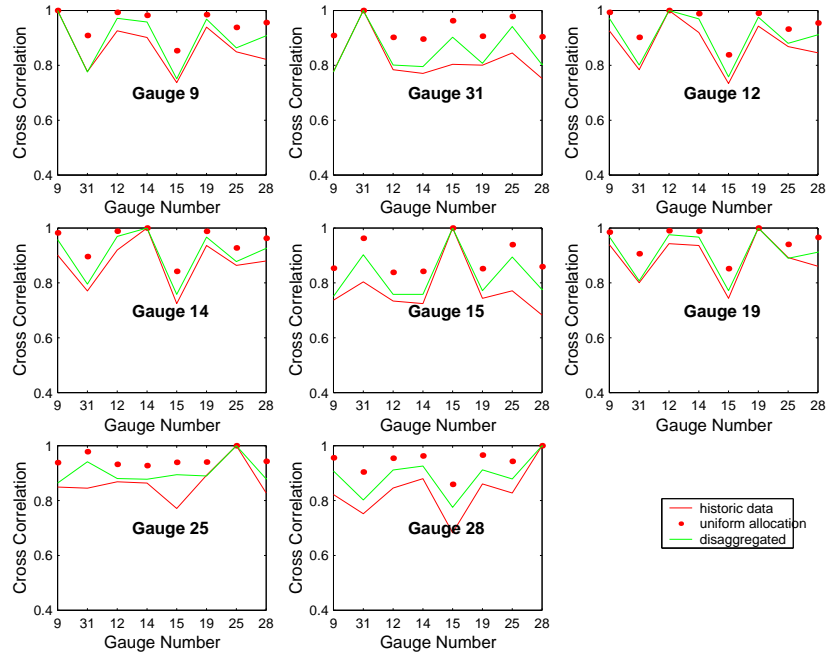 Cross Correlation
1
0.8
0.6
0.4
Gauge 9
9 31 12 14 15 19 25 28
Gauge Number
Cross Correlation
1
0.8
0.6
0.4
Gauge 31
9 31 12 14 15 19 25 28
Gauge Number
Cross Correlation
1
0.8
0.6
0.4
Gauge 12
9 31 12 14 15 19 25 28
Gauge Number
Cross Correlation
1
0.8
0.6
0.4
Gauge 14
9 31 12 14 15 19 25 28
Gauge Number
Cross Correlation
1
0.8
0.6
0.4
Gauge 15
9 31 12 14 15 19 25 28
Gauge Number
Cross Correlation
1
0.8
0.6
0.4
Gauge 19
9 31 12 14 15 19 25 28
Gauge Number
Cross Correlation
1
0.8
0.6
0.4
Gauge 25
9 31 12 14 15 19 25 28
Gauge Number
Cross Correlation
1
0.8
0.6
0.4
Gauge 28
9 31 12 14 15 19 25 28
Gauge Number
historic data
uniform allocation
disaggregated